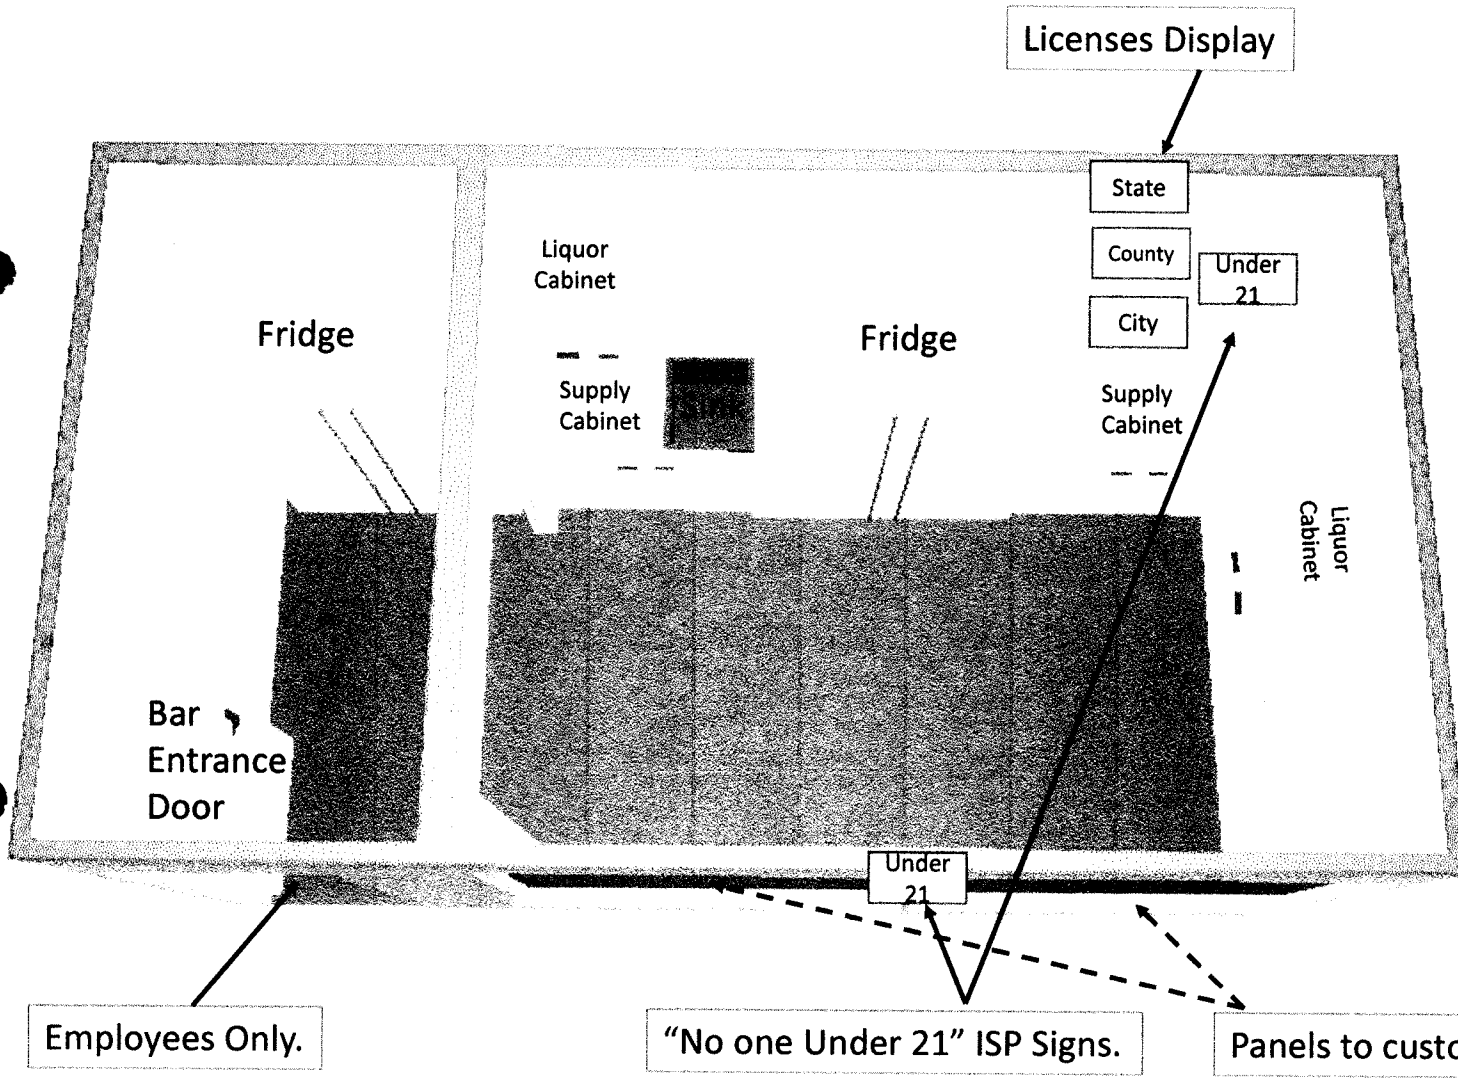 Licenses Display
State
County
Under
21
City
Liquor
Cabinet
Fridge
Fridge
Supply
Cabinet
Sink
Supply
Cabinet
Liquor
Cabinet
Bar
Entrance
Door
Under
21
Employees Only.
“No one Under 21” ISP Signs.
Panels to custo